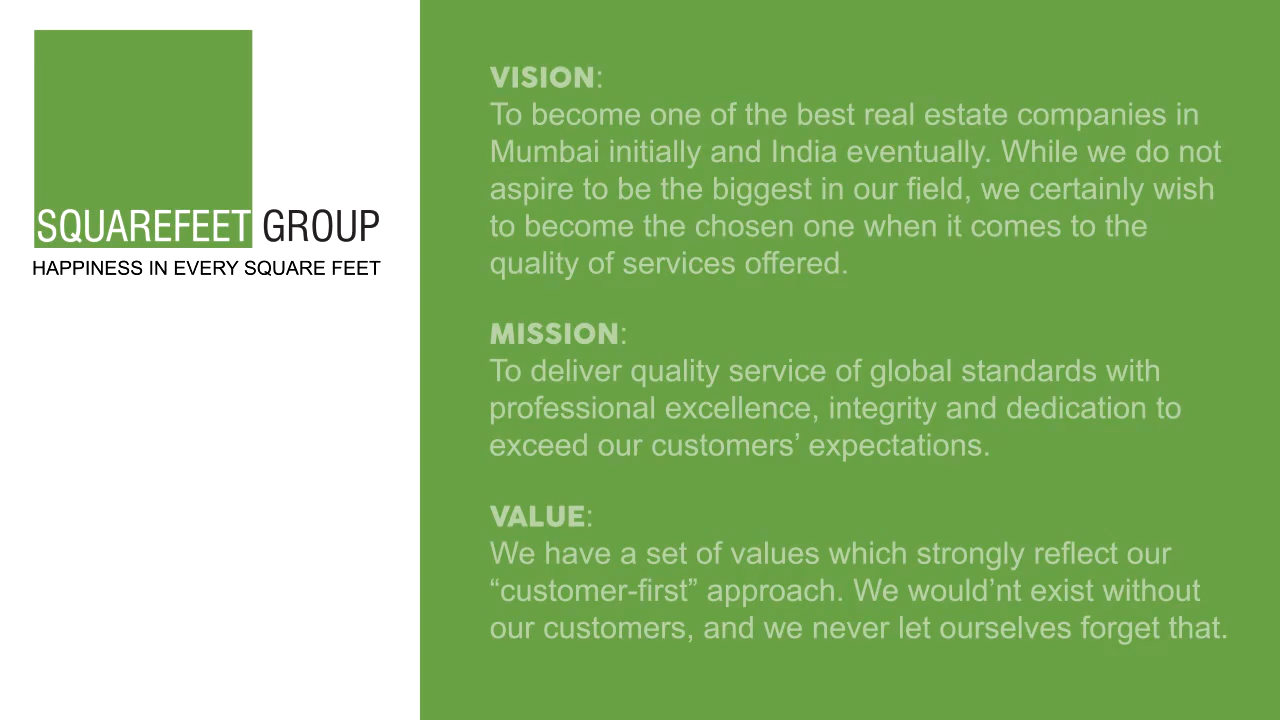 SQUAREFEET GROUP
HAPPINESS IN EVERY SQUARE FEET
VISION:
To become one of the best real estate companies in
Mumbai initially and India eventually. While we do not
aspire to be the biggest in our field, we certainly wish
to become the chosen one when it comes to the
quality of services offered.
MISSION:
To deliver quality service of global standards with
professional excellence, integrity and dedication to
exceed our customers’ expectations.
VALUE:
We have a set of values which strongly reflect our
“customer-first” approach. We would’nt exist without
our customers, and we never let ourselves forget that.